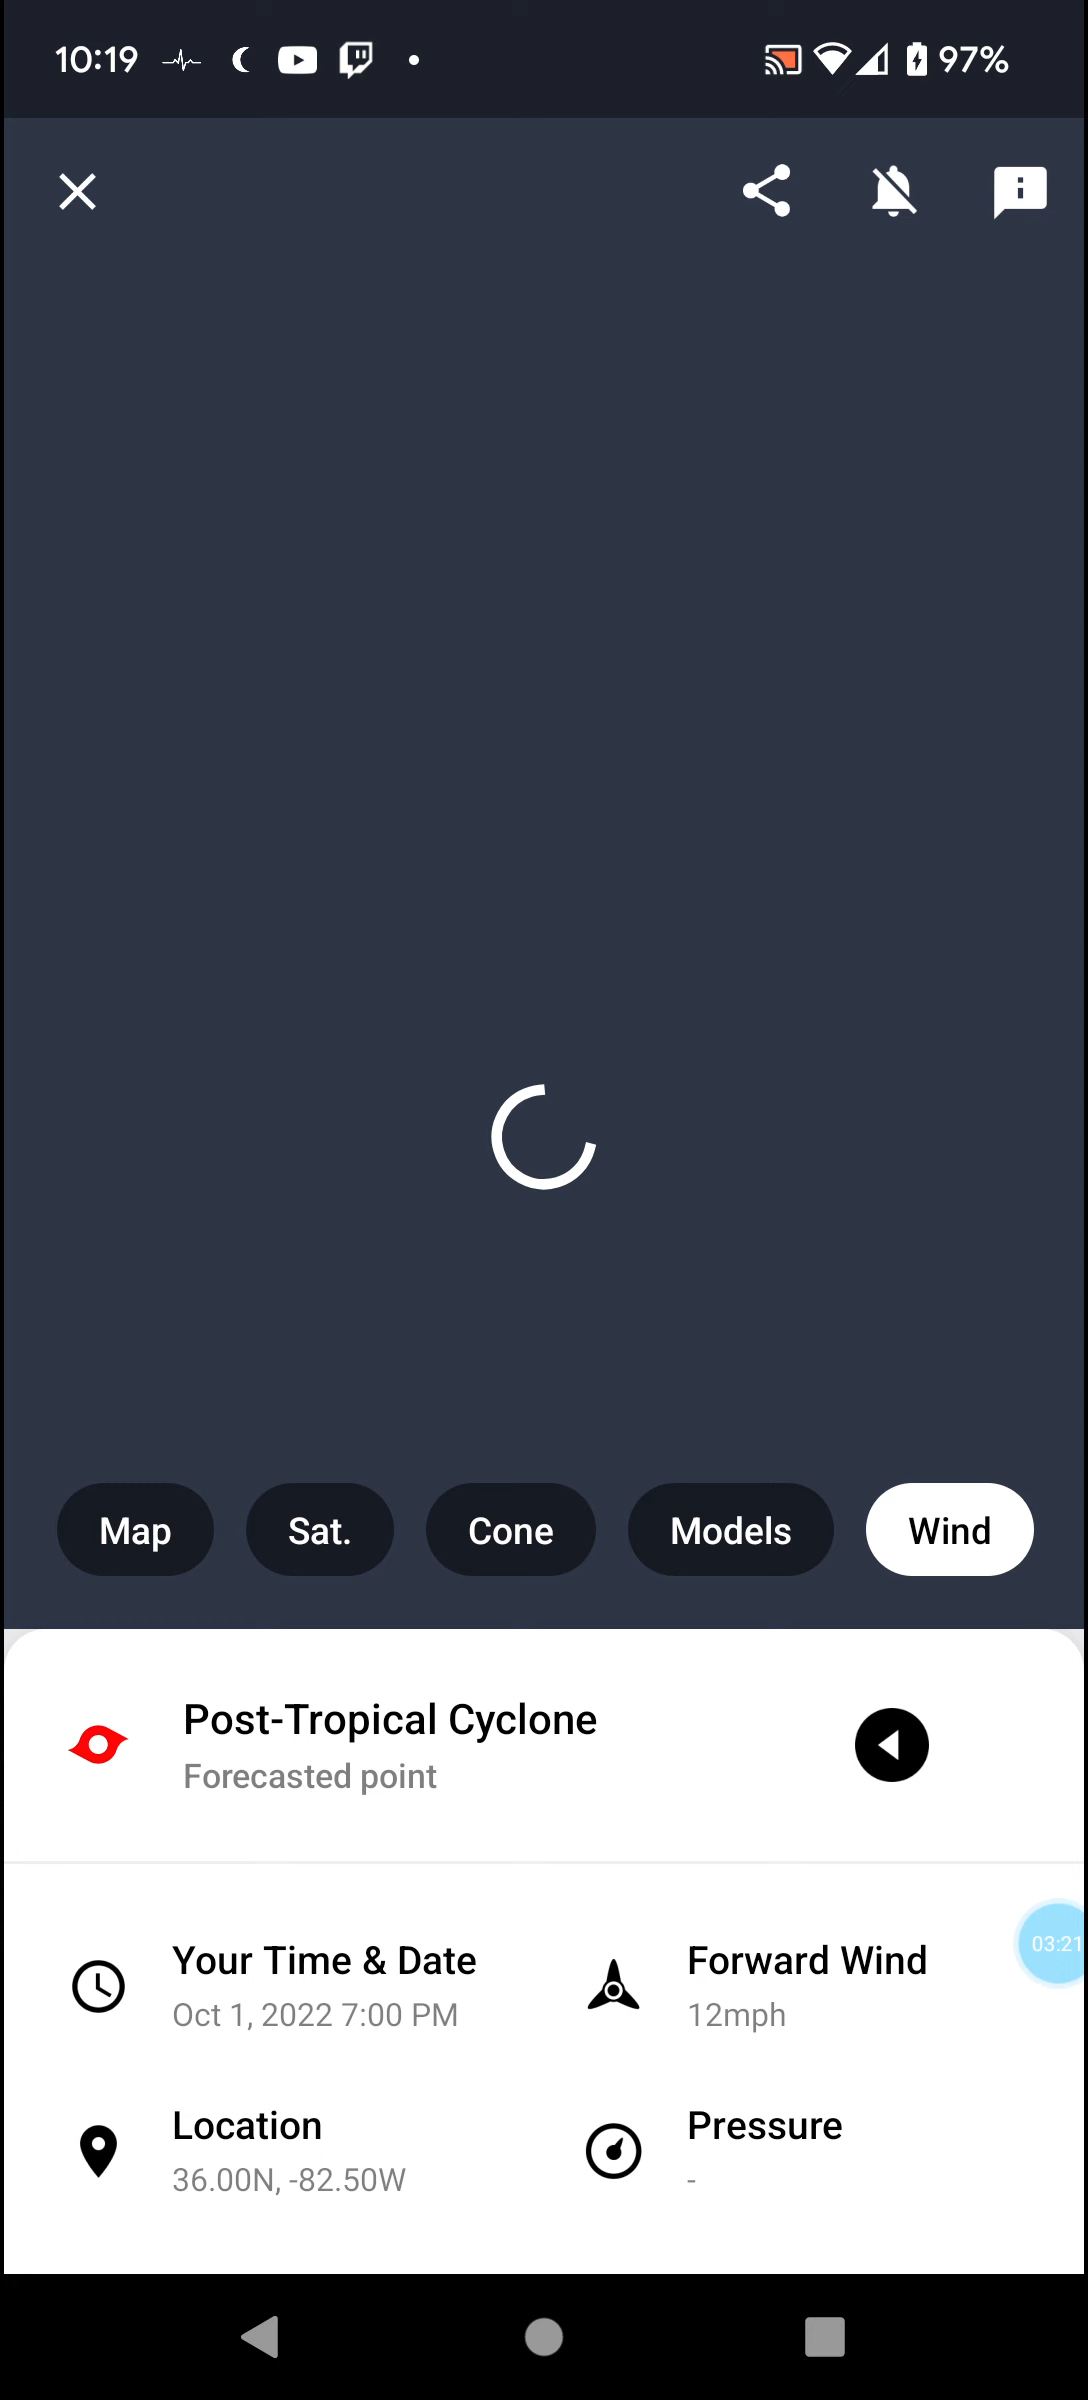 10:19
97%
Map Sat. Cone Models Wind
Post-Tropical Cyclone
Forecasted point
Your Time & Date
Oct 1, 2022 7:00 PM
Forward Wind
12mph
03:21
Location
36.00N, -82.50W
Pressure
-